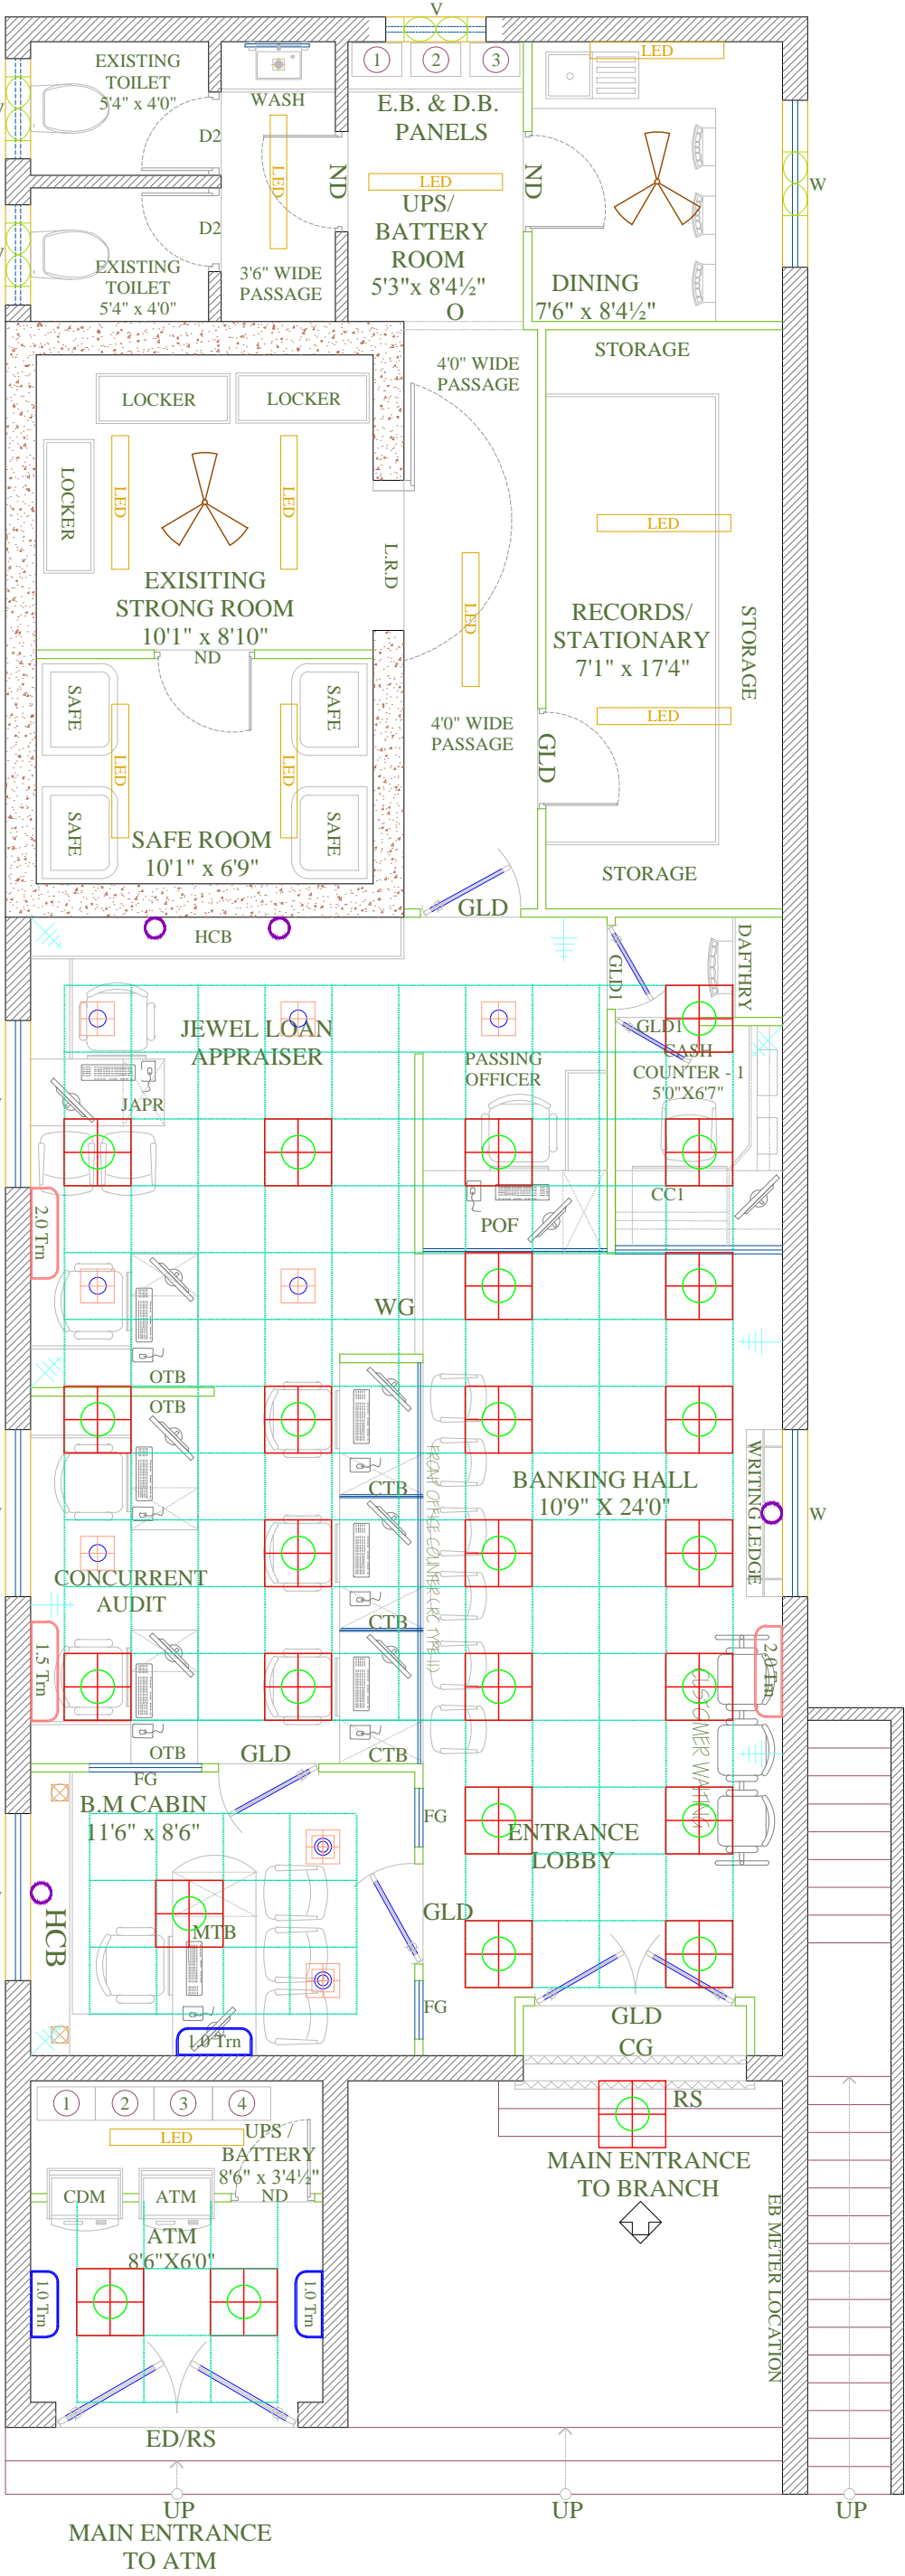 V
EXISTING
TOILET
5'4" x 4'0"
D2
WASH
1
2
3
E.B. & D.B.
PANELS
LED
LED
ND
LED
ND
UPS/
BATTERY
ROOM
5'3"x 8'4½"
O
W
D2
EXISTING
TOILET
5'4" x 4'0"
3'6" WIDE
PASSAGE
DINING
7'6" x 8'4½"
STORAGE
4'0" WIDE
PASSAGE
LOCKER
LOCKER
LOCKER
LED
LED
LED
L.R.D
LED
EXISITING
STRONG ROOM
10'1" x 8'10"
ND
RECORDS/
STATIONARY
7'1" x 17'4"
STORAGE
SAFE
SAFE
LED
LED
LED
4'0" WIDE
PASSAGE
GLD
SAFE
SAFE
SAFE ROOM
10'1" x 6'9"
STORAGE
GLD
HCB
GLD1
DAFTHRY
JEWEL LOAN
APPRAISER
GLD1
PASSING
OFFICER
CASH
COUNTER - 1
5'0"X6'7"
JAPR
2.0 Trn
POF
CC1
WG
OTB
OTB
CTB
FRONT OFFICE COUNTER (RC TYPE II)
BANKING HALL
10'9" X 24'0"
WRITING LEDGE
W
CONCURRENT
AUDIT
CTB
1.5 Trn
2.0 Trn
CUSTOMER WAITING
OTB
GLD
CTB
FG
B.M CABIN
11'6" x 8'6"
FG
ENTRANCE
LOBBY
HCB
MTB
GLD
FG
1.0 Trn
GLD
CG
RS
1
2
3
4
LED
UPS /
BATTERY
8'6" x 3'4½"
ND
CDM
ATM
MAIN ENTRANCE
TO BRANCH
ATM
8'6"X6'0"
1.0 Trn
1.0 Trn
EB METER LOCATION
ED/RS
UP
UP
UP
MAIN ENTRANCE
TO ATM